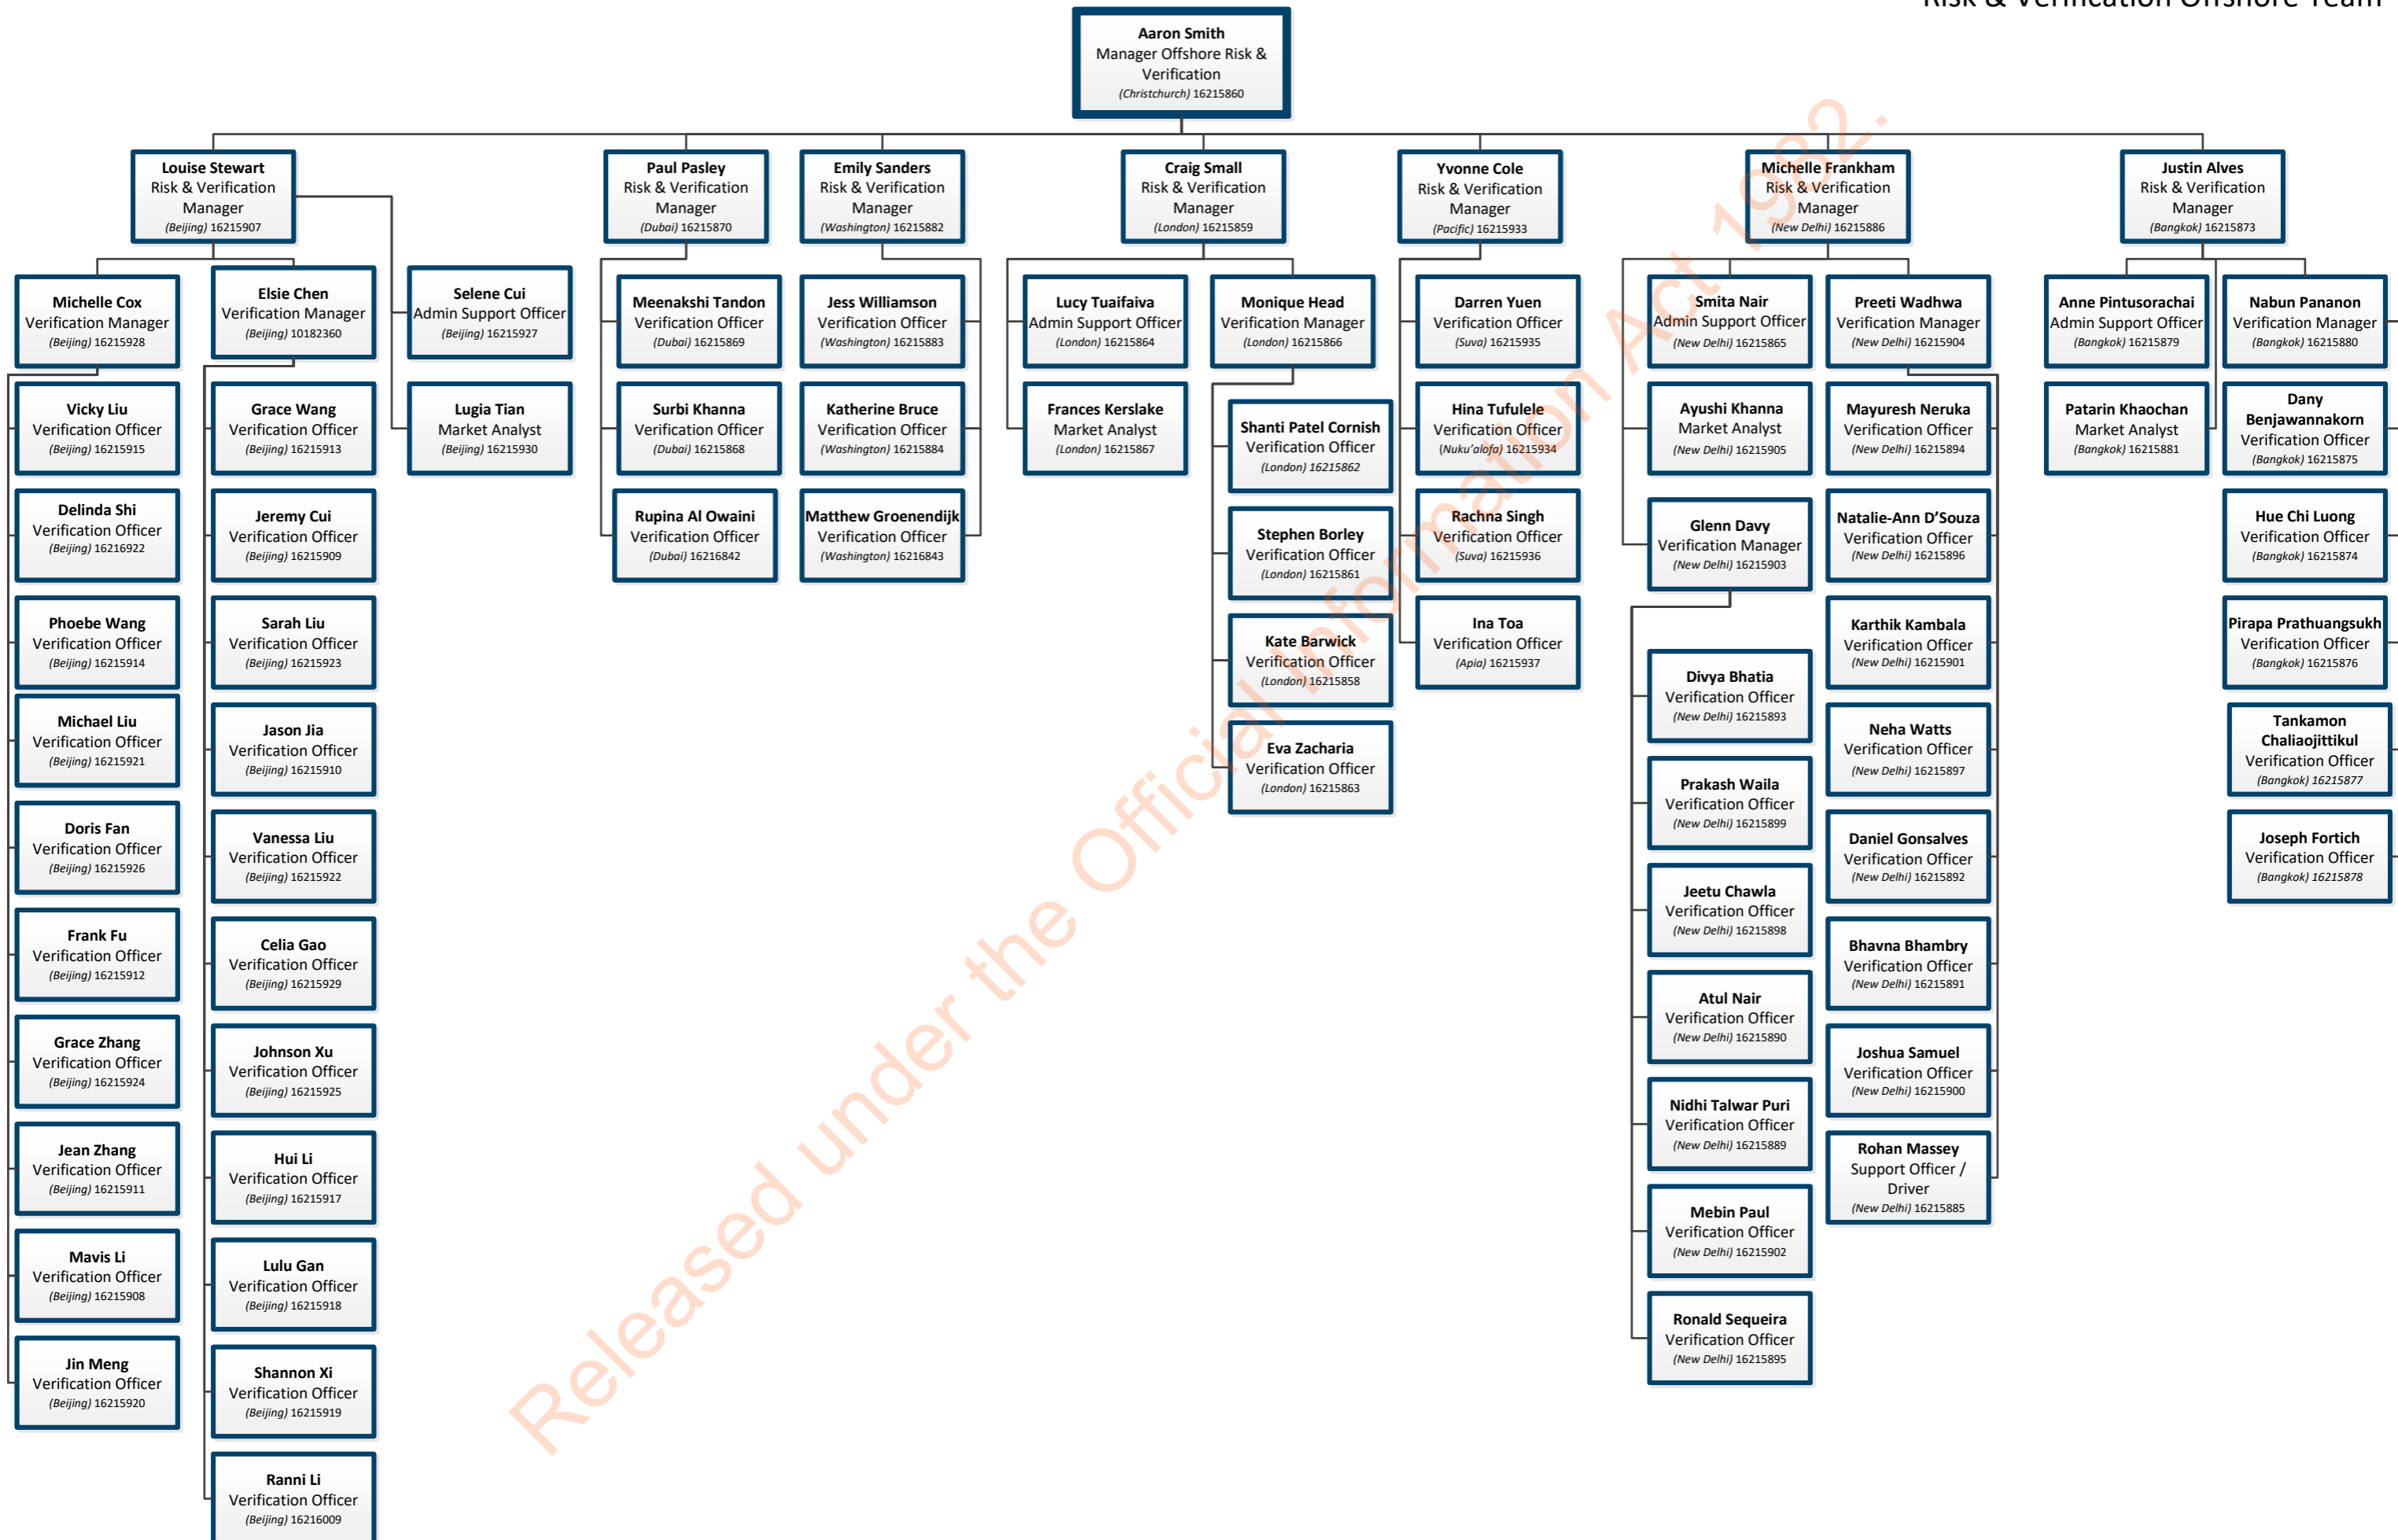 Risk & Verification Offshore Team
Aaron Smith
Manager Offshore Risk &
Verification
(Christchurch) 16215860
Louise Stewart
Risk & Verification
Manager
(Beijing) 16215907
Paul Pasley
Risk & Verification
Manager
(Dubai) 16215870
Emily Sanders
Risk & Verification
Manager
(Washington) 16215882
Craig Small
Risk & Verification
Manager
(London) 16215859
Yvonne Cole
Risk & Verification
Manager
(Pacific) 16215933
Michelle Frankham
Risk & Verification
Manager
(New Delhi) 16215886
Justin Alves
Risk & Verification
Manager
(Bangkok) 16215873
Michelle Cox
Verification Manager
(Beijing) 16215928
Vicky Liu
Verification Officer
(Beijing) 16215915
Delinda Shi
Verification Officer
(Beijing) 16216922
Phoebe Wang
Verification Officer
(Beijing) 16215914
Michael Liu
Verification Officer
(Beijing) 16215921
Doris Fan
Verification Officer
(Beijing) 16215926
Frank Fu
Verification Officer
(Beijing) 16215912
Grace Zhang
Verification Officer
(Beijing) 16215924
Jean Zhang
Verification Officer
(Beijing) 16215911
Mavis Li
Verification Officer
(Beijing) 16215908
Jin Meng
Verification Officer
(Beijing) 16215920
Elsie Chen
Verification Manager
(Beijing) 10182360
Grace Wang
Verification Officer
(Beijing) 16215913
Jeremy Cui
Verification Officer
(Beijing) 16215909
Sarah Liu
Verification Officer
(Beijing) 16215923
Jason Jia
Verification Officer
(Beijing) 16215910
Vanessa Liu
Verification Officer
(Beijing) 16215922
Celia Gao
Verification Officer
(Beijing) 16215929
Johnson Xu
Verification Officer
(Beijing) 16215925
Hui Li
Verification Officer
(Beijing) 16215917
Lulu Gan
Verification Officer
(Beijing) 16215918
Shannon Xi
Verification Officer
(Beijing) 16215919
Ranni Li
Verification Officer
(Beijing) 16216009
Selene Cui
Admin Support Officer
(Beijing) 16215927
Lugia Tian
Market Analyst
(Beijing) 16215930
Meenakshi Tandon
Verification Officer
(Dubai) 16215869
Surbi Khanna
Verification Officer
(Dubai) 16215868
Rupina Al Owaini
Verification Officer
(Dubai) 16216842
Jess Williamson
Verification Officer
(Washington) 16215883
Katherine Bruce
Verification Officer
(Washington) 16215884
Matthew Groenendijk
Verification Officer
(Washington) 16216843
Lucy Tuaifaiva
Admin Support Officer
(London) 16215864
Frances Kerslake
Market Analyst
(London) 16215867
Monique Head
Verification Manager
(London) 16215866
Shanti Patel Cornish
Verification Officer
(London) 16215862
Stephen Borley
Verification Officer
(London) 16215861
Kate Barwick
Verification Officer
(London) 16215858
Eva Zacharia
Verification Officer
(London) 16215863
Darren Yuen
Verification Officer
(Suva) 16215935
Hina Tufulele
Verification Officer
(Nuku'alofa) 16215934
Rachna Singh
Verification Officer
(Suva) 16215936
Ina Toa
Verification Officer
(Apia) 16215937
Smita Nair
Admin Support Officer
(New Delhi) 16215865
Ayushi Khanna
Market Analyst
(New Delhi) 16215905
Glenn Davy
Verification Manager
(New Delhi) 16215903
Divya Bhatia
Verification Officer
(New Delhi) 16215893
Prakash Waila
Verification Officer
(New Delhi) 16215899
Jeetu Chawla
Verification Officer
(New Delhi) 16215898
Atul Nair
Verification Officer
(New Delhi) 16215890
Nidhi Talwar Puri
Verification Officer
(New Delhi) 16215889
Mebin Paul
Verification Officer
(New Delhi) 16215902
Ronald Sequeira
Verification Officer
(New Delhi) 16215895
Preeti Wadhwa
Verification Manager
(New Delhi) 16215904
Mayuresh Neruka
Verification Officer
(New Delhi) 16215894
Natalie-Ann D'Souza
Verification Officer
(New Delhi) 16215896
Karthik Kambala
Verification Officer
(New Delhi) 16215901
Neha Watts
Verification Officer
(New Delhi) 16215897
Daniel Gonsalves
Verification Officer
(New Delhi) 16215892
Bhavna Bhambry
Verification Officer
(New Delhi) 16215891
Joshua Samuel
Verification Officer
(New Delhi) 16215900
Rohan Massey
Support Officer /
Driver
(New Delhi) 16215885
Anne Pintusorachai
Admin Support Officer
(Bangkok) 16215879
Patarin Khaochan
Market Analyst
(Bangkok) 16215881
Nabun Pananon
Verification Manager
(Bangkok) 16215880
Dany
Benjawannakorn
Verification Officer
(Bangkok) 16215875
Hue Chi Luong
Verification Officer
(Bangkok) 16215874
Pirapa Prathuangsukh
Verification Officer
(Bangkok) 16215876
Tankamon
Chaliaojittikul
Verification Officer
(Bangkok) 16215877
Joseph Fortich
Verification Officer
(Bangkok) 16215878
Released under the Official Information Act 1982.